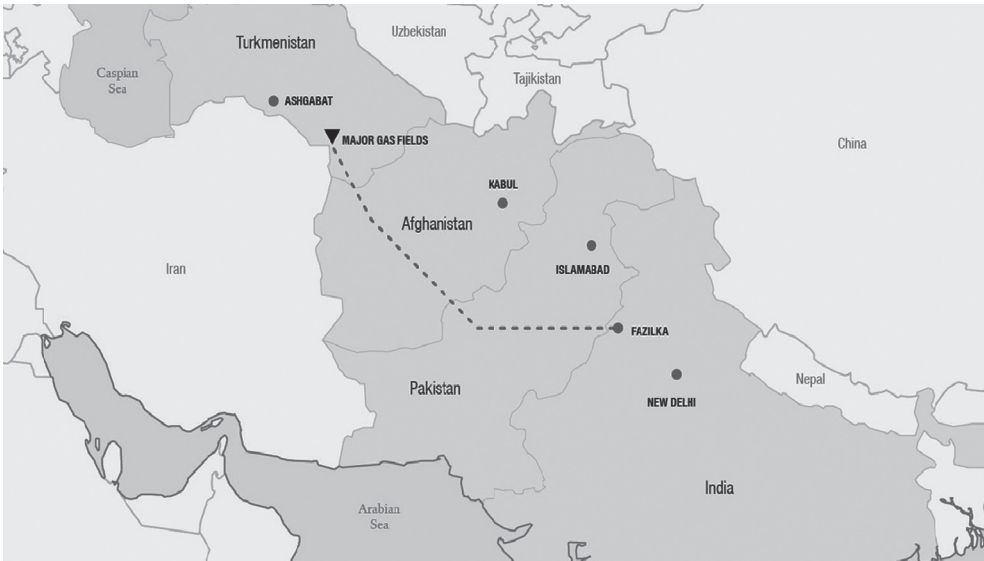 Uzbekistan
Turkmenistan
Caspian
Sea
Tajikistan
ASHGABAT
MAJOR GAS FIELDS
China
KABUL
Afghanistan
Iran
ISLAMABAD
FAZILKA
Pakistan
Nepal
NEW DELHI
India
Arabian
Sea